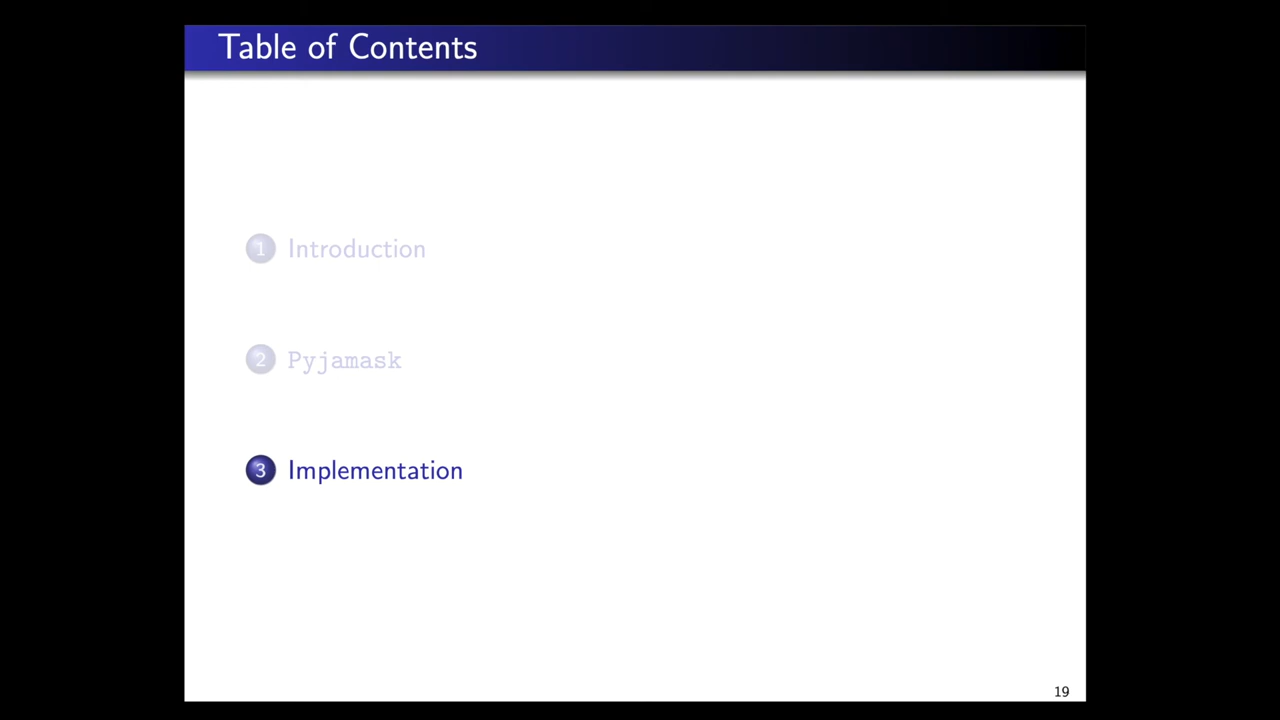 Table of Contents
1 Introduction
2 Pyjamask
3 Implementation
19